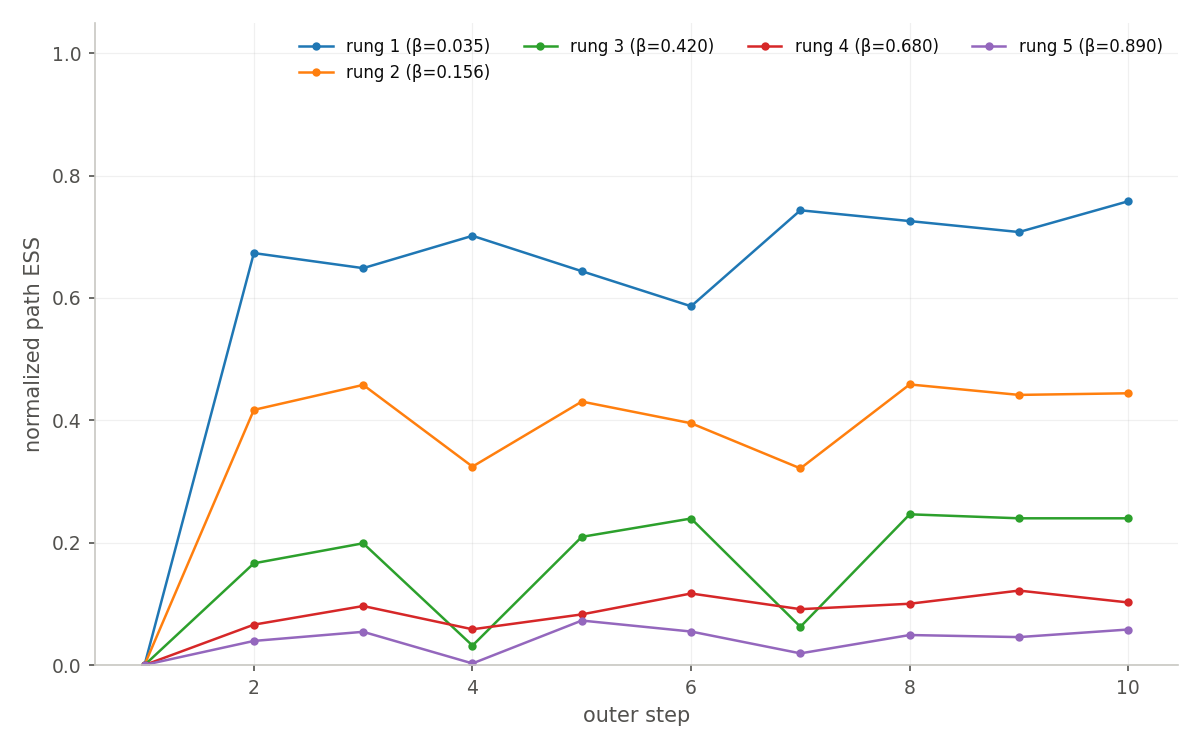 rung 1 (β=0.035) rung 3 (β=0.420) rung 4 (β=0.680) rung 5 (β=0.890)
rung 2 (β=0.156)
normalized path ESS
1.0
0.8
0.6
0.4
0.2
0.0
2 4 6 8 10
outer step